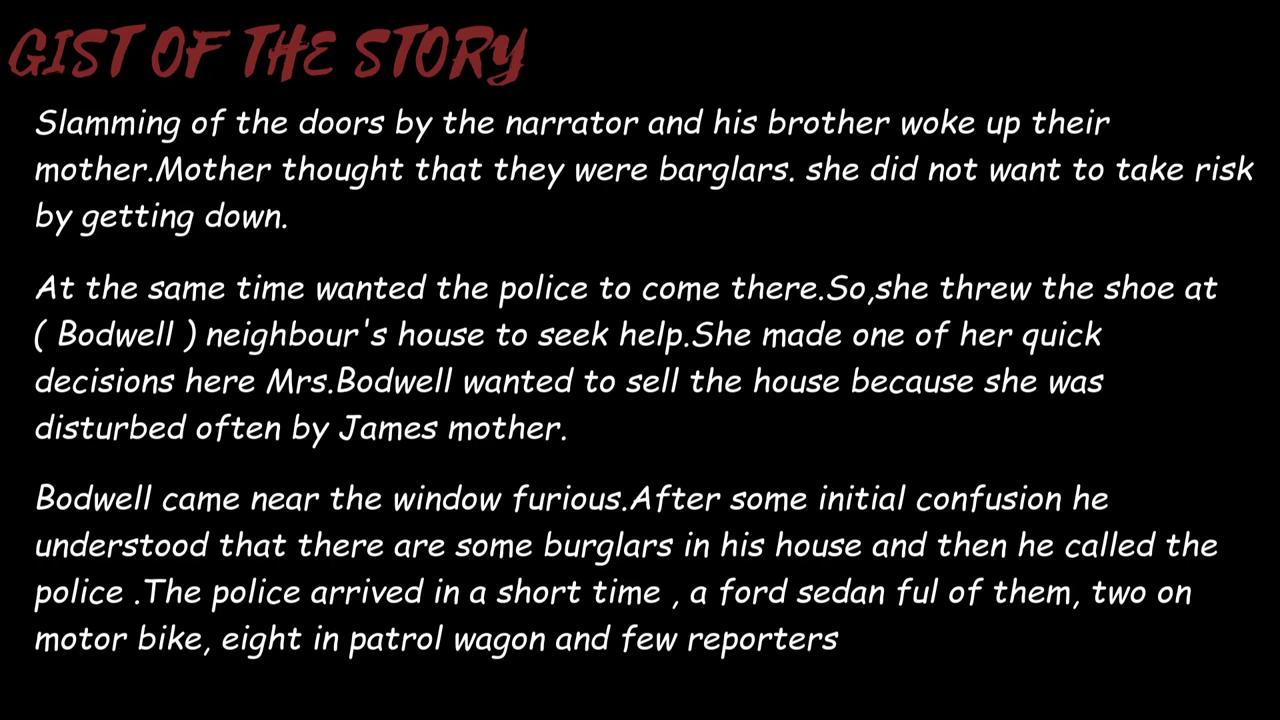 GIST OF THE STORY
Slamming of the doors by the narrator and his brother woke up their
mother.Mother thought that they were barglars. she did not want to take risk
by getting down.
At the same time wanted the police to come there.So,she threw the shoe at
( Bodwell ) neighbour's house to seek help.She made one of her quick
decisions here Mrs.Bodwell wanted to sell the house because she was
disturbed often by James mother.
Bodwell came near the window furious.After some initial confusion he
understood that there are some burglars in his house and then he called the
police .The police arrived in a short time , a ford sedan ful of them, two on
motor bike, eight in patrol wagon and few reporters